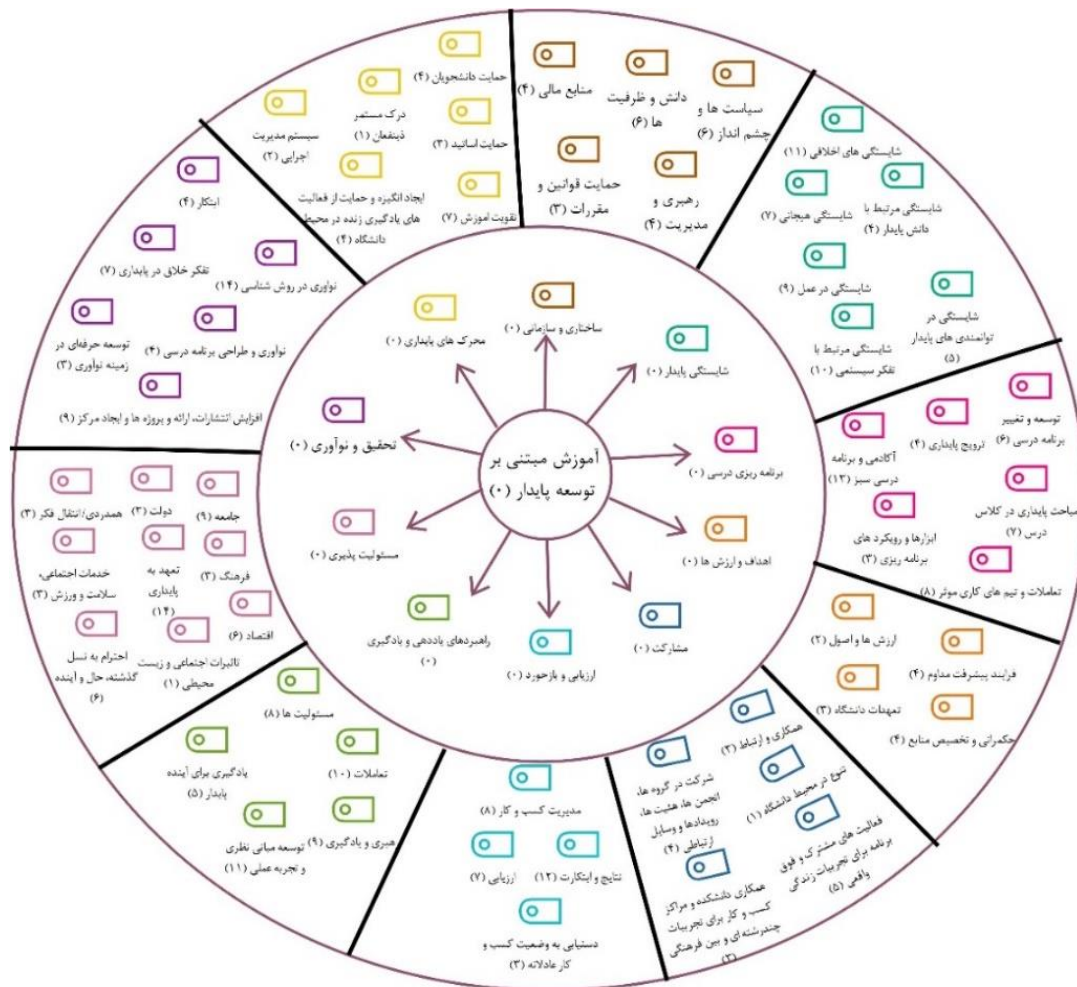 آموزش مبتنی بر
توسعه پایدار (۰)
ساختاری و سازمانی (۰)
شایستگی پایدار (۰)
برنامه ریزی درسی (۰)
اهداف و ارزش ها (۰)
مشارکت (۰)
ارزیابی و بازخورد (۰)
راهبردهای یاددهی و یادگیری
(۰)
مسئولیت پذیری (۰)
تحقیق و نوآوری (۰)
محرک های پایداری (۰)
سیاست ها و
چشم انداز (۶)
دانش و ظرفیت
ها (۶)
منابع مالی (۴)
رهبری و
مدیریت (۴)
حمایت قوانین و
مقررات (۳)
شایستگی های اخلاقی (۱۱)
شایستگی مرتبط با
دانش پایدار (۴)
شایستگی هیجانی (۷)
شایستگی در عمل (۹)
شایستگی در
توانمندی های پایدار
(۵)
شایستگی مرتبط با
تفکر سیستمی (۱۰)
توسعه و تغییر
برنامه درسی (۶)
ترویج پایداری (۴)
آکادمی و برنامه
درسی سبز (۱۳)
مباحث پایداری در کلاس
درس (۷)
ابزارها و رویکرد های
برنامه ریزی (۳)
تعاملات و تیم های کاری موثر (۸)
ارزش ها و اصول (۲)
فرایند پیشرفت مداوم (۴)
تعهدات دانشگاه (۳)
حکمرانی و تخصیص منابع (۴)
همکاری و ارتباط (۳)
شرکت در گروه ها،
انجمن ها، هیئت ها،
رویدادها و وسایل
ارتباطی (۴)
تنوع در محیط دانشگاه (۱)
فعالیت های مشترک و فوق
برنامه برای تجربیات زندگی
واقعی (۵)
همکاری دانشکده و مراکز
کسب و کار برای تجربیات
چندرشته ای و بین فرهنگی
مدیریت کسب و کار (۸)
نتایج و ابتکارت (۱۲)
ارزیابی (۷)
دستیابی به وضعیت کسب و
کار عادلانه (۳)
مسئولیت ها (۸)
تعاملات (۱۰)
یادگیری برای آینده
پایدار (۵)
هبری و یادگیری (۹)
توسعه مبانی نظری
و تجربه عملی (۱۱)
جامعه (۹)
دولت (۲)
همدردی/انتقال فکر (۳)
فرهنگ (۳)
تعهد به
پایداری
(۱۴)
خدمات اجتماعی،
سلامت و ورزش (۳)
اقتصاد (۶)
تاثیرات اجتماعی و زیست
محیطی (۱)
احترام به نسل
گذشته، حال و آینده
(۶)
ابتکار (۴)
نوآوری در روش شناسی (۱۴)
تفکر خلاق در پایداری (۷)
نوآوری و طراحی برنامه درسی (۴)
توسعه حرفه‌ای در
زمینه نوآوری (۳)
افزایش انتشارات، ارائه و پروژه ها و ایجاد مرکز (۹)
حمایت دانشجویان (۴)
درک مستمر
ذینفعان (۱)
سیستم مدیریت
اجرایی (۲)
حمایت اساتید (۳)
تقویت آموزش (۷)
ایجاد انگیزه و حمایت از فعالیت
های یادگیری زنده در محیط
دانشگاه (۴)